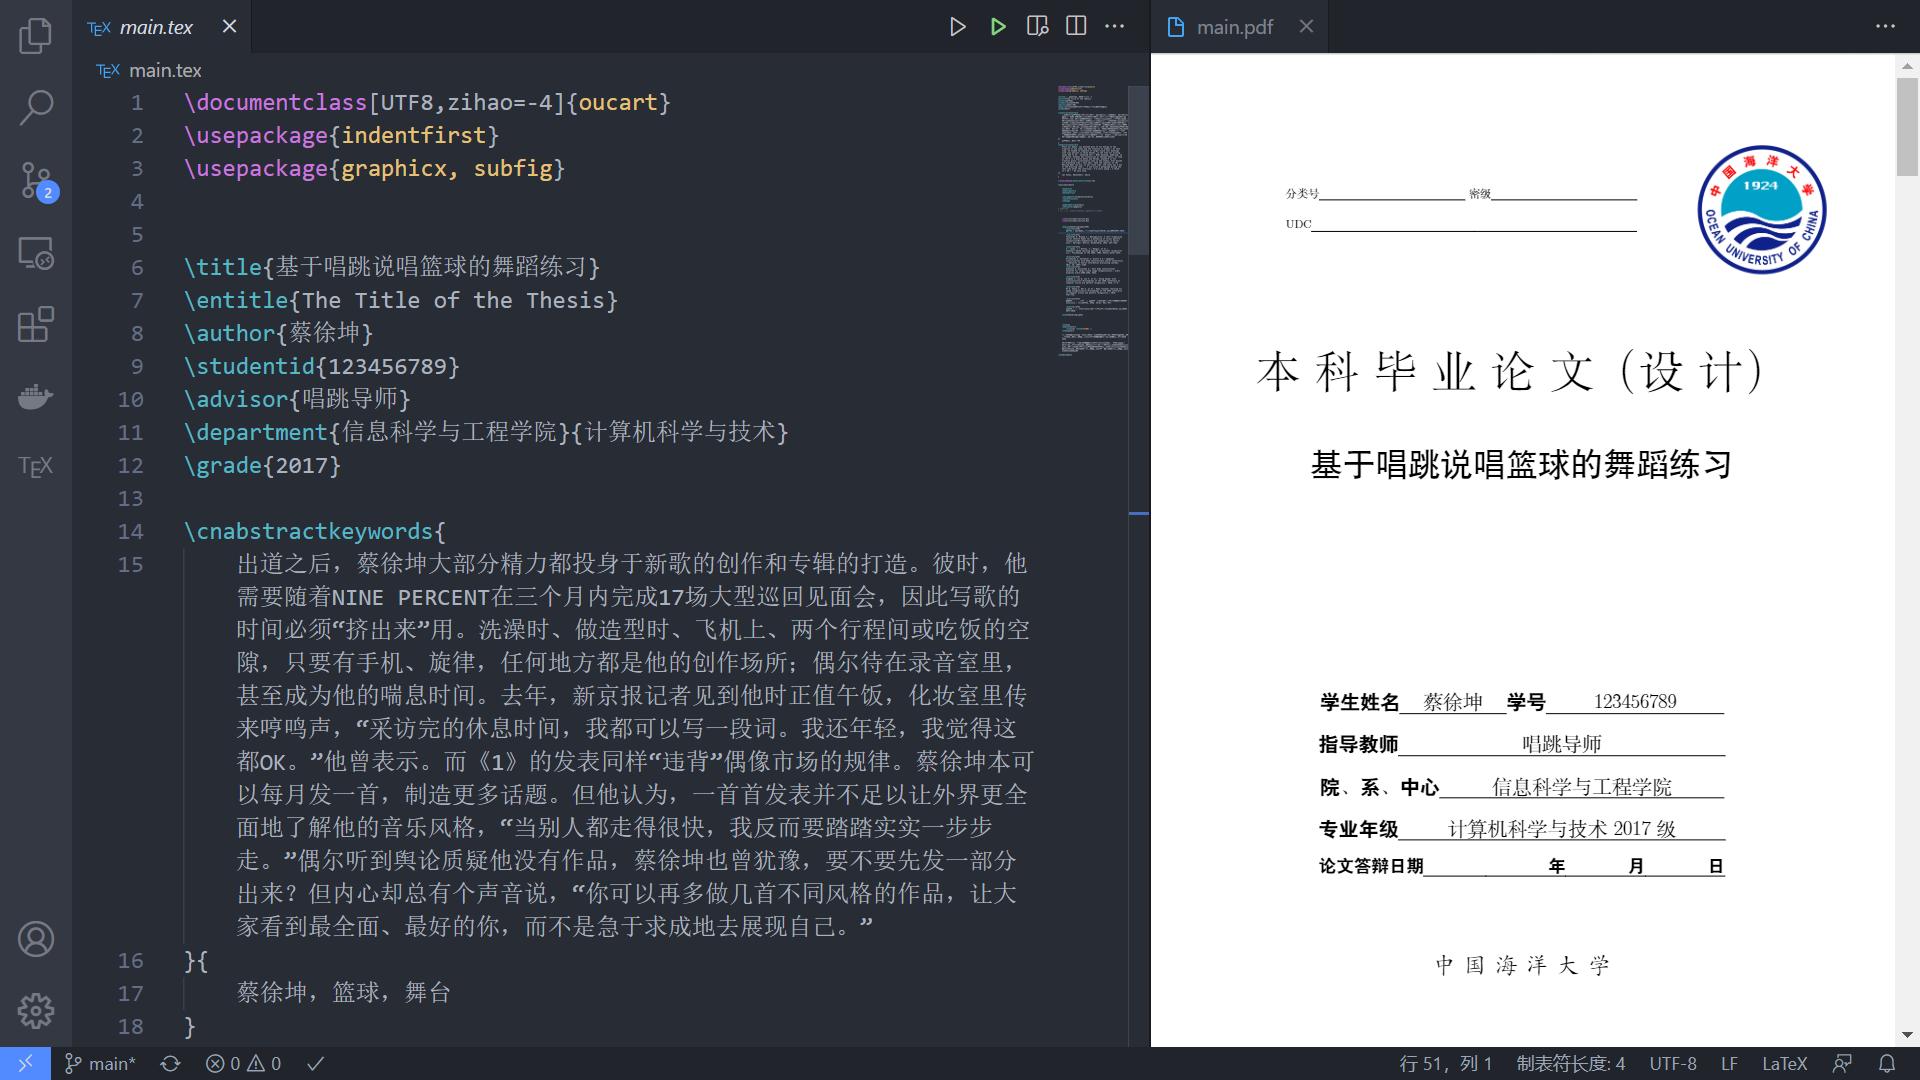 TEX main.tex
main.pdf
TEX main.tex
1 \documentclass[UTF8,zihao=-4]{oucart}
2 \usepackage{indentfirst}
3 \usepackage{graphicx, subfig}
4
5
6 \title{基于唱跳说唱篮球的舞蹈练习}
7 \entitle{The Title of the Thesis}
8 \author{蔡徐坤}
9 \studentid{123456789}
10 \advisor{唱跳导师}
11 \department{信息科学与工程学院}{计算机科学与技术}
12 \grade{2017}
13
14 \cnabstractkeywords{
15 出道之后，蔡徐坤大部分精力都投身于新歌的创作和专辑的打造。彼时，他
需要随着NINE PERCENT在三个月内完成17场大型巡回见面会，因此写歌的
时间必须“挤出来”用。洗澡时、做造型时、飞机上、两个行程间或吃饭的空
隙，只要有手机、旋律，任何地方都是他的创作场所；偶尔待在录音室里，
甚至成为他的喘息时间。去年，新京报记者见到他时正值午饭，化妆室里传
来哼鸣声，“采访完的休息时间，我都可以写一段词。我还年轻，我觉得这
都OK。”他曾表示。而《1》的发表同样“违背”偶像市场的规律。蔡徐坤本可
以每月发一首，制造更多话题。但他认为，一首首发表并不足以让外界更全
面地了解他的音乐风格，“当别人都走得很快，我反而要踏踏实实一步步
走。”偶尔听到舆论质疑他没有作品，蔡徐坤也曾犹豫，要不要先发一部分
出来？但内心却总有个声音说，“你可以再多做几首不同风格的作品，让大
家看到最全面、最好的你，而不是急于求成地去展现自己。”
16 }{
17 蔡徐坤，篮球，舞台
18 }
2
TEX
分类号 密级
UDC
中国海洋大学
1924
OCEAN UNIVERSITY OF CHINA
本科毕业论文(设计)
基于唱跳说唱篮球的舞蹈练习
学生姓名 蔡徐坤 学号 123456789
指导教师 唱跳导师
院、系、中心 信息科学与工程学院
专业年级 计算机科学与技术 2017 级
论文答辩日期 年 月 日
中国海洋大学
main* 0 0
行 51，列 1 制表符长度: 4 UTF-8 LF LaTeX